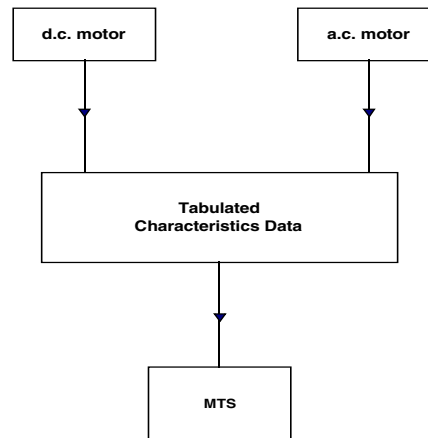 d.c. motor
a.c. motor
Tabulated
Characteristics Data
MTS